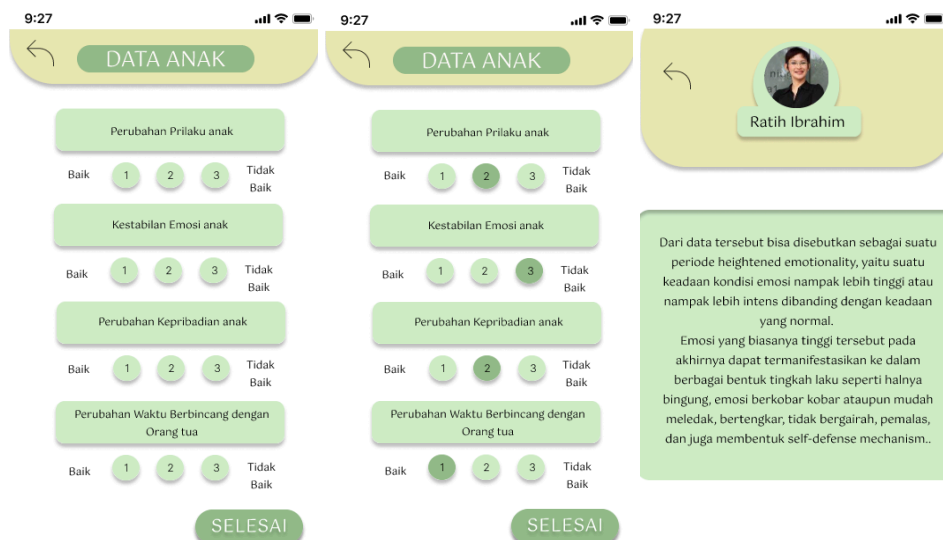 9:27
DATA ANAK
Perubahan Prilaku anak
Baik 1 2 3 Tidak
Baik
Kestabilan Emosi anak
Baik 1 2 3 Tidak
Baik
Perubahan Kepribadian anak
Baik 1 2 3 Tidak
Baik
Perubahan Waktu Berbincang dengan
Orang tua
Baik 1 2 3 Tidak
Baik
SELESAI
9:27
DATA ANAK
Perubahan Prilaku anak
Baik 1 2 3 Tidak
Baik
Kestabilan Emosi anak
Baik 1 2 3 Tidak
Baik
Perubahan Kepribadian anak
Baik 1 2 3 Tidak
Baik
Perubahan Waktu Berbincang dengan
Orang tua
Baik 1 2 3 Tidak
Baik
SELESAI
9:27
Ratih Ibrahim
Dari data tersebut bisa disebutkan sebagai suatu
periode heightened emotionality, yaitu suatu
keadaan kondisi emosi nampak lebih tinggi atau
nampak lebih intens dibanding dengan keadaan
yang normal.
Emosi yang biasanya tinggi tersebut pada
akhirnya dapat termanifestasikan ke dalam
berbagai bentuk tingkah laku seperti halnya
bingung, emosi berkobar kobar ataupun mudah
meledak, bertengkar, tidak bergairah, pemalas,
dan juga membentuk self-defense mechanism..